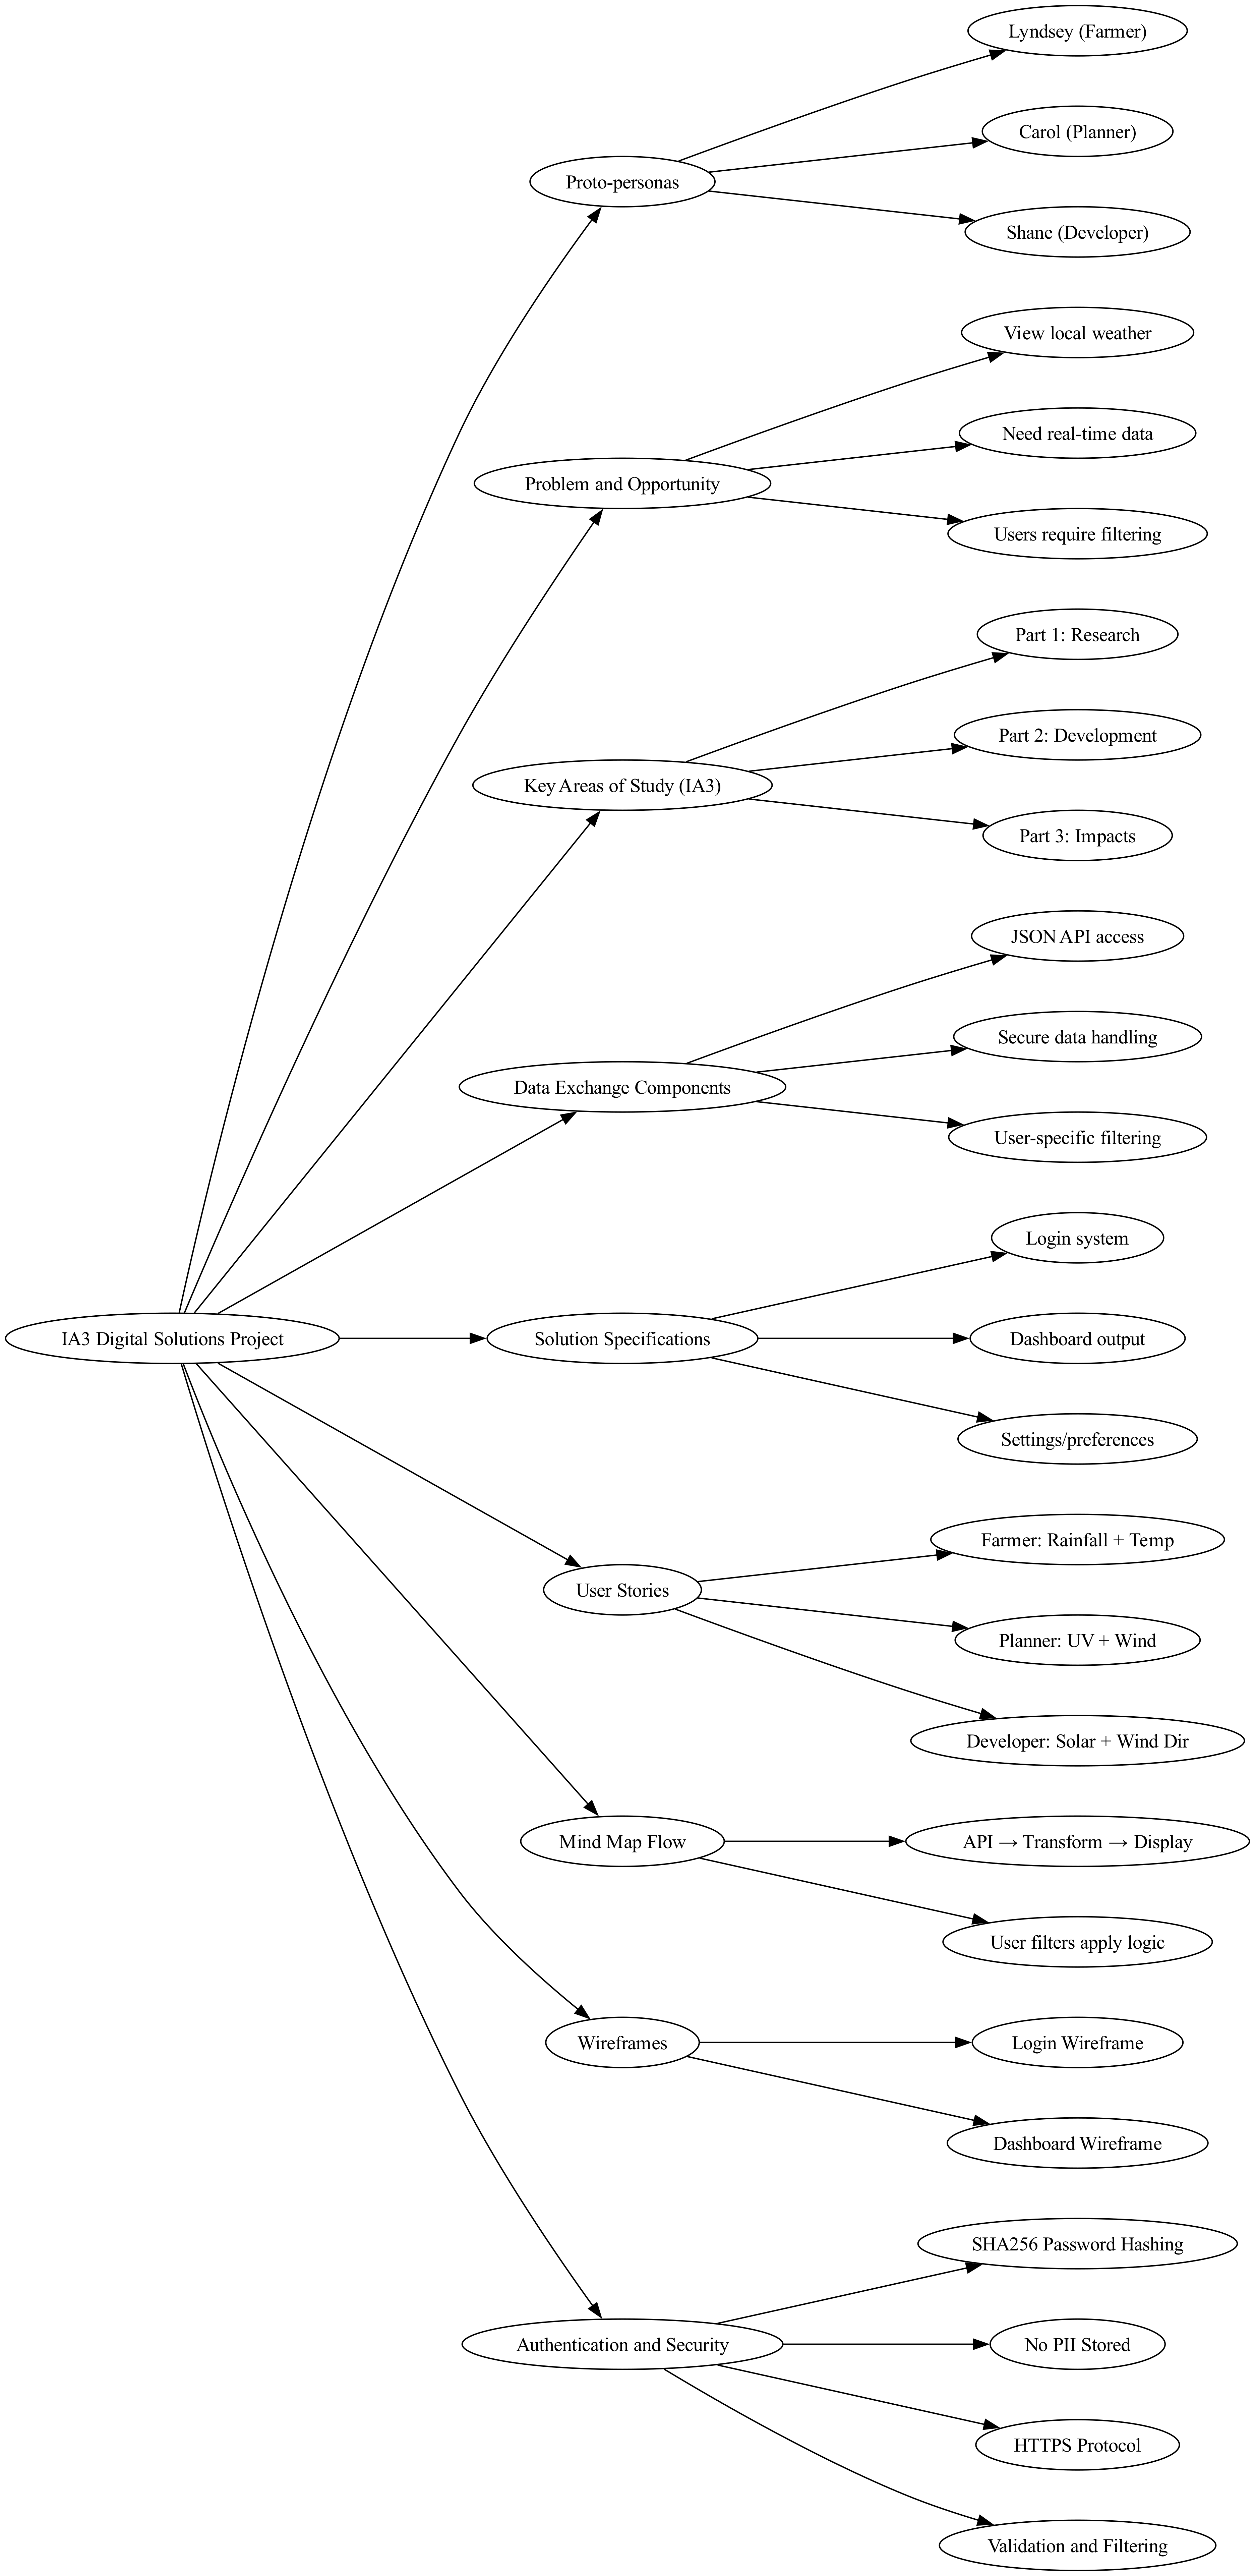 Lyndsey (Farmer)
Carol (Planner)
Proto-personas
Shane (Developer)
View local weather
Need real-time data
Problem and Opportunity
Users require filtering
Part 1: Research
Part 2: Development
Key Areas of Study (IA3)
Part 3: Impacts
JSON API access
Secure data handling
Data Exchange Components
User-specific filtering
Login system
IA3 Digital Solutions Project
Solution Specifications
Dashboard output
Settings/preferences
Farmer: Rainfall + Temp
User Stories
Planner: UV + Wind
Developer: Solar + Wind Dir
Mind Map Flow
API → Transform → Display
User filters apply logic
Wireframes
Login Wireframe
Dashboard Wireframe
SHA256 Password Hashing
Authentication and Security
No PII Stored
HTTPS Protocol
Validation and Filtering